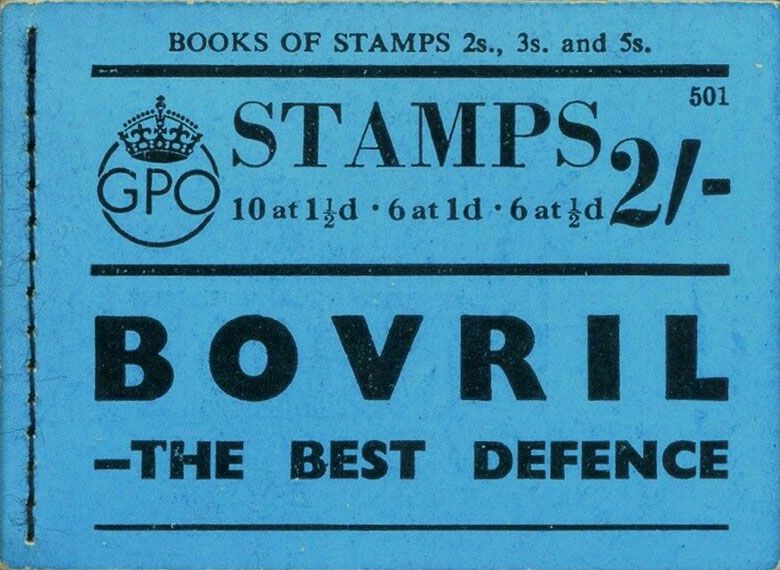 BOOKS OF STAMPS 2s., 3s. and 5s.
501
GPO
STAMPS 2/-
10 at 1½d · 6 at 1d · 6 at ½d
BOVRIL
—THE BEST DEFENCE